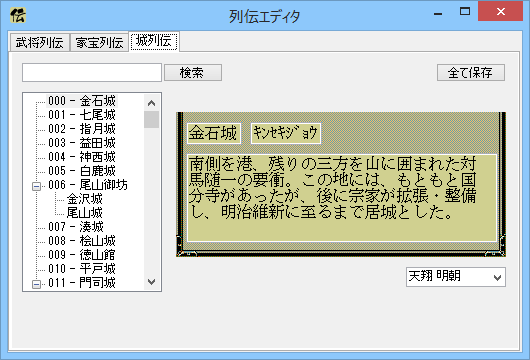 伝
列伝エディタ
武将列伝 家宝列伝 城列伝
検索
全て保存
000 - 金石城
001 - 七尾城
002 - 指月城
003 - 益田城
004 - 神西城
005 - 白鹿城
006 - 尾山御坊
金沢城
尾山城
007 - 湊城
008 - 桧山城
009 - 徳山館
010 - 平戸城
011 - 門司城
金石城 ｷﾝｾｷｼﾞｮｳ
南側を港、残りの三方を山に囲まれた対
馬随一の要衝。この地には、もともと国
分寺があったが、後に宗家が拡張・整備
し、明治維新に至るまで居城とした。
天翔 明朝